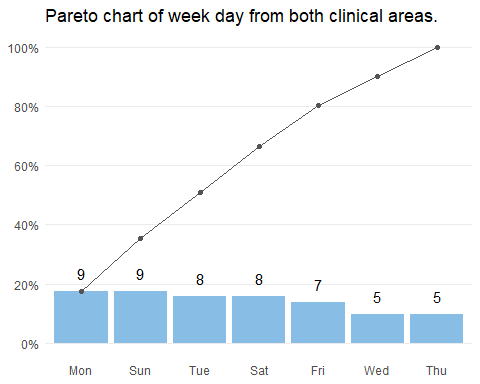 Pareto chart of week day from both clinical areas.
100%
80%
60%
40%
20%
0%
9
9
8
8
7
5
5
Mon
Sun
Tue
Sat
Fri
Wed
Thu